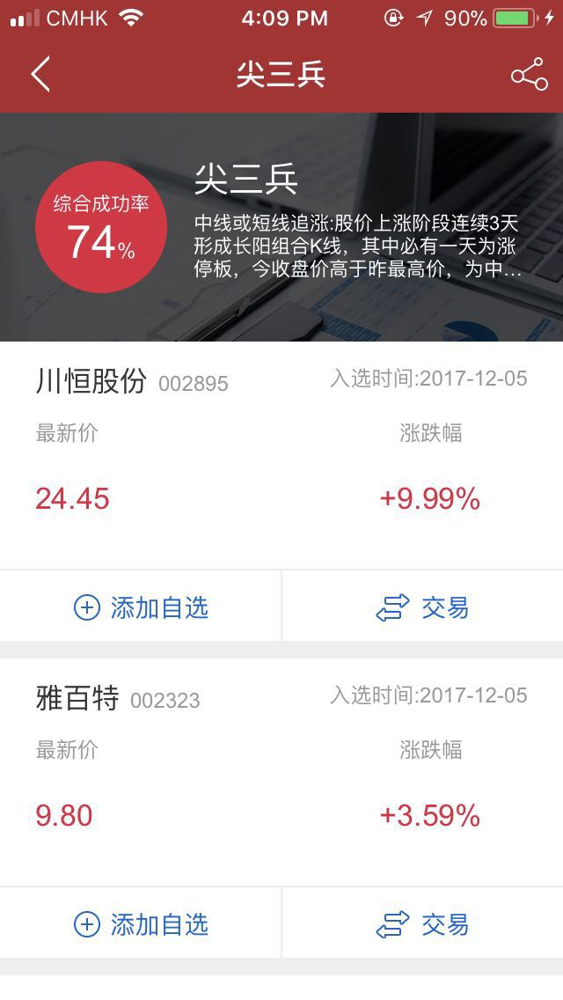 CMHK 4:09 PM 90%
尖三兵
综合成功率
74%
尖三兵
中线或短线追涨:股价上涨阶段连续3天
形成长阳组合K线，其中必有一天为涨
停板，今收盘价高于昨最高价，为中...
川恒股份 002895 入选时间:2017-12-05
最新价 涨跌幅
24.45 +9.99%
添加自选 交易
雅百特 002323 入选时间:2017-12-05
最新价 涨跌幅
9.80 +3.59%
添加自选 交易